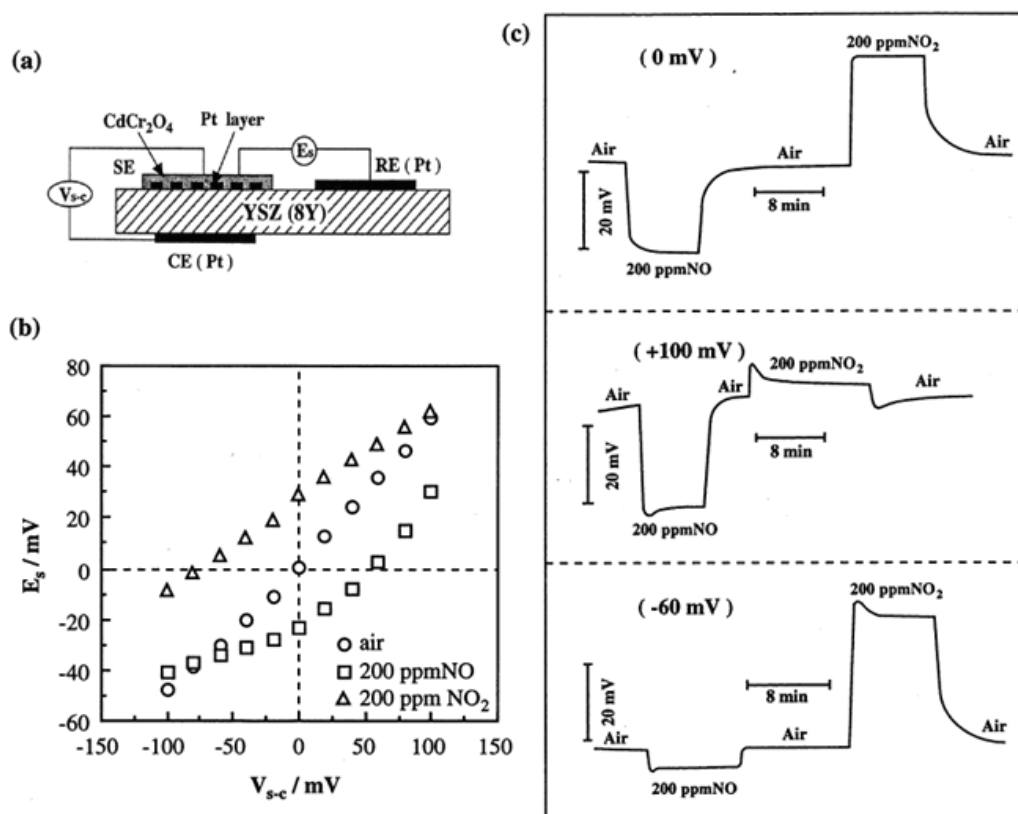 (a)
CdCr₂O₄
Pt layer
SE
Eₛ
RE ( Pt )
Vₛ₋c
YSZ (8Y)
CE ( Pt )
(b)
80
60
40
20
0
-20
-40
-60
Eₛ / mV
air
200 ppmNO
200 ppm NO₂
-150
-100
-50
0
50
100
150
Vₛ₋c / mV
(c)
( 0 mV )
200 ppmNO₂
Air
Air
Air
20 mV
8 min
200 ppmNO
( +100 mV )
200 ppmNO₂
Air
Air
Air
20 mV
8 min
200 ppmNO
( -60 mV )
200 ppmNO₂
20 mV
8 min
Air
Air
Air
200 ppmNO